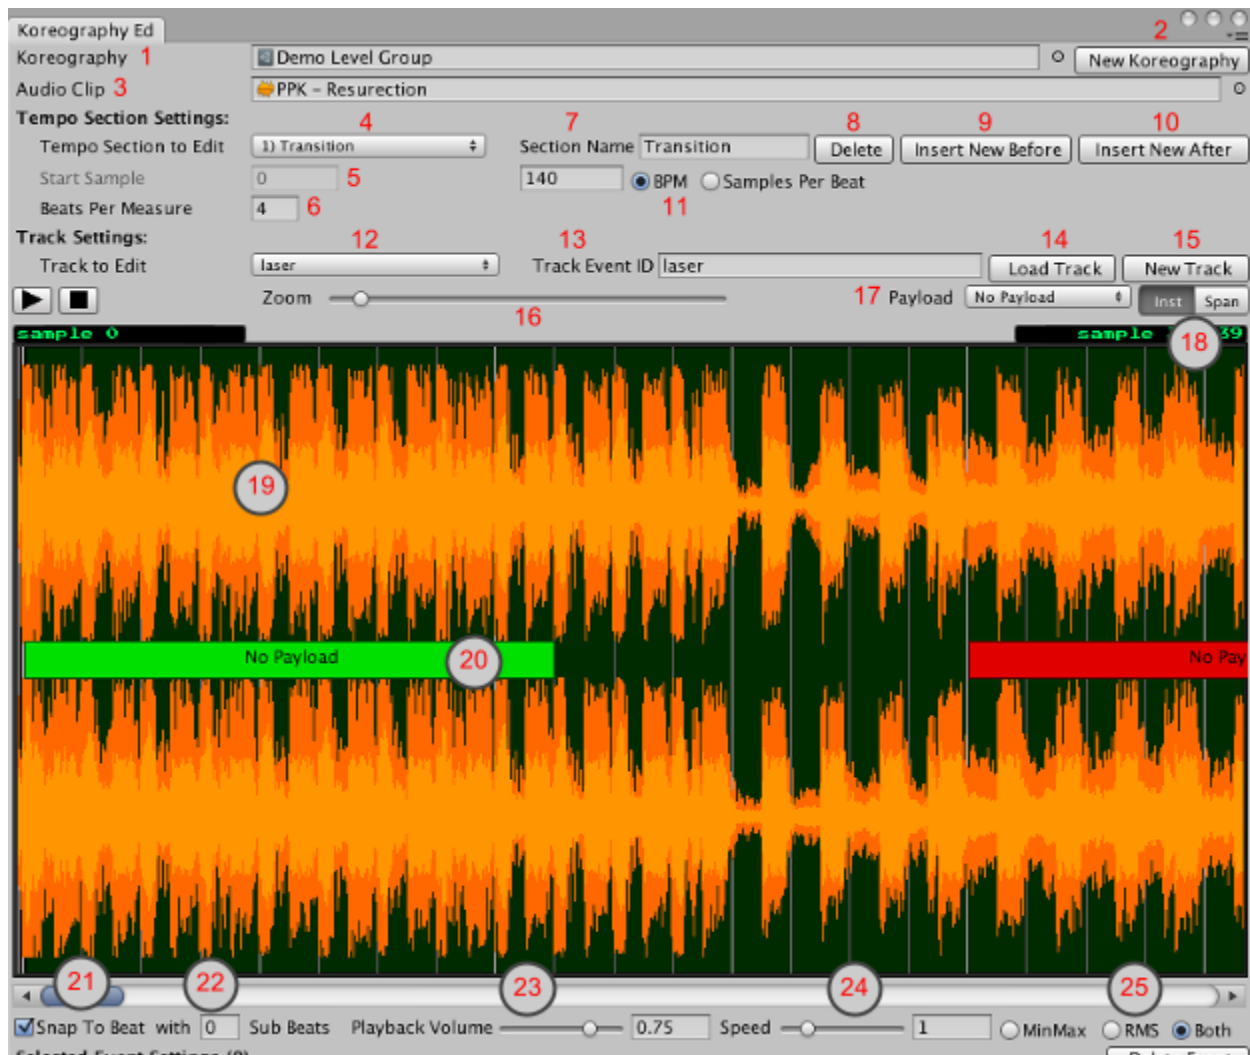 Koreography Ed
2
Koreography 1 Demo Level Group New Koreography
Audio Clip 3 PPK - Resurection
Tempo Section Settings: 4 7 8 9 10
Tempo Section to Edit 1) Transition Section Name Transition Delete Insert New Before Insert New After
Start Sample 0 5 140 BPM Samples Per Beat
Beats Per Measure 4 6 11
Track Settings: 12 13 14 15
Track to Edit laser Track Event ID laser Load Track New Track
Zoom 16 17 Payload No Payload Inst Span
sample 0 sample 39
18
19
No Payload 20 No Pay
21 22 23 24 25
Snap To Beat with 0 Sub Beats Playback Volume 0.75 Speed 1 MinMax RMS Both